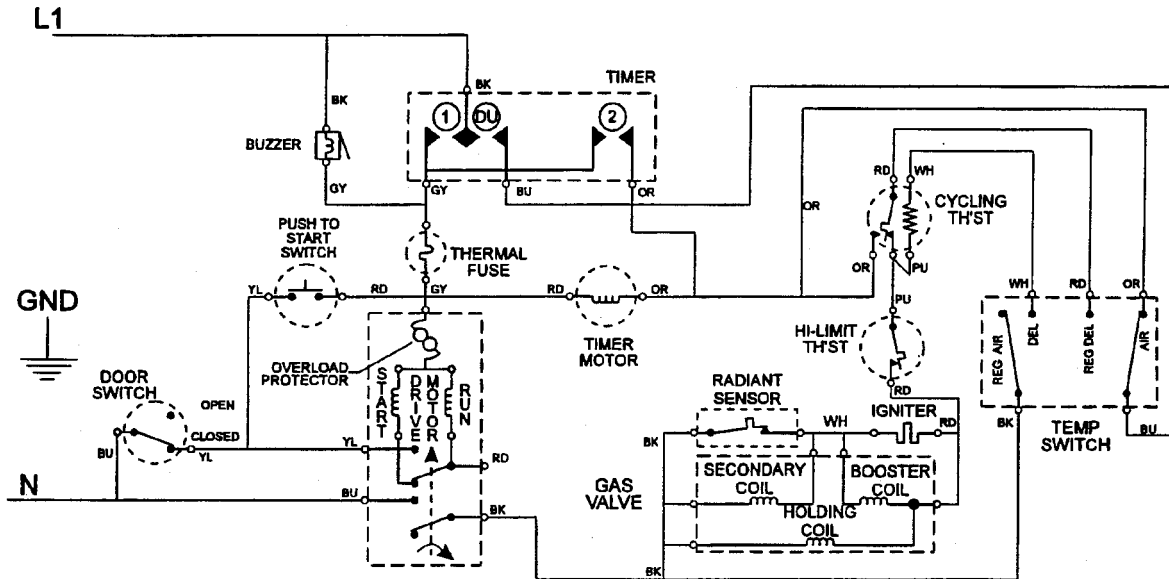 L1
BK
TIMER
BK
1
DU
2
BUZZER
GY
GY
BU
OR
RD
WH
CYCLING
TH'ST
OR
PUSH TO
START
SWITCH
THERMAL
FUSE
OR
PU
YL
RD
GY
RD
OR
GND
PU
WH
RD
OR
TIMER
MOTOR
HI-LIMIT
TH'ST
REG AIR
DEL
REG DEL
AIR
OVERLOAD
PROTECTOR
DOOR
SWITCH
START
DRIVE
MOTOR
RUN
RADIANT
SENSOR
RD
OPEN
CLOSED
WH
IGNITER
RD
BK
TEMP
SWITCH
BU
BU
YL
YL
BK
RD
SECONDARY
COIL
BOOSTER
COIL
N
BU
GAS
VALVE
HOLDING
COIL
BK
BK